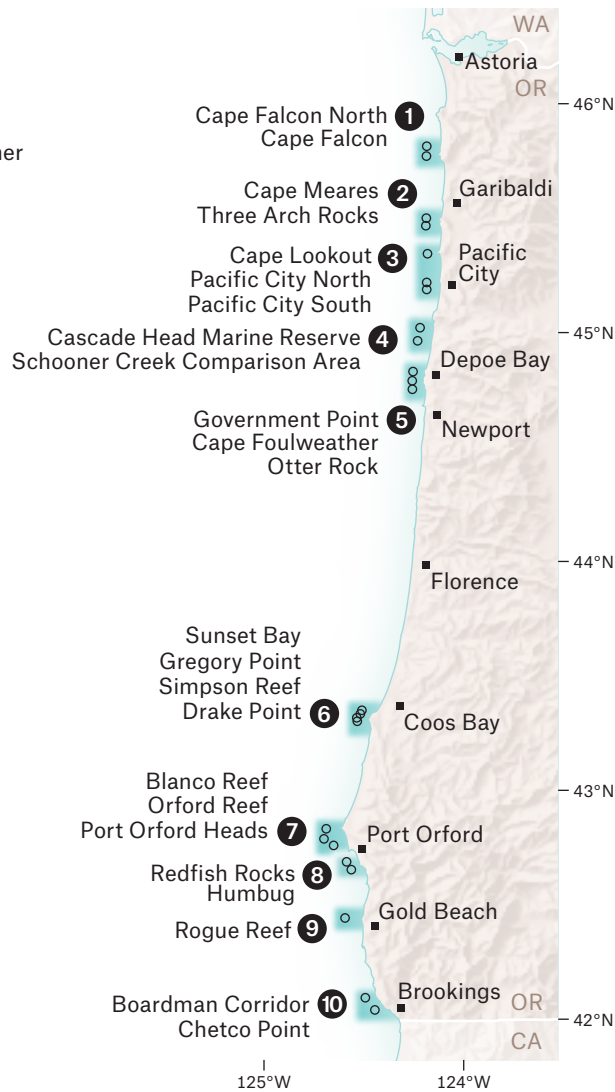 WA
Astoria
OR
46°N
Cape Falcon North
1
Cape Falcon
ner
Cape Meares
2
Three Arch Rocks
Garibaldi
Cape Lookout
3
Pacific City North
Pacific City South
Pacific
City
45°N
Cascade Head Marine Reserve
4
Schooner Creek Comparison Area
Depoe Bay
Government Point
5
Cape Foulweather
Otter Rock
Newport
44°N
Florence
Sunset Bay
Gregory Point
Simpson Reef
Drake Point
6
Coos Bay
43°N
Blanco Reef
Orford Reef
Port Orford Heads
7
Port Orford
Redfish Rocks
8
Humbug
Rogue Reef
9
Gold Beach
Boardman Corridor
10
Chetco Point
Brookings
OR
42°N
CA
125°W
124°W